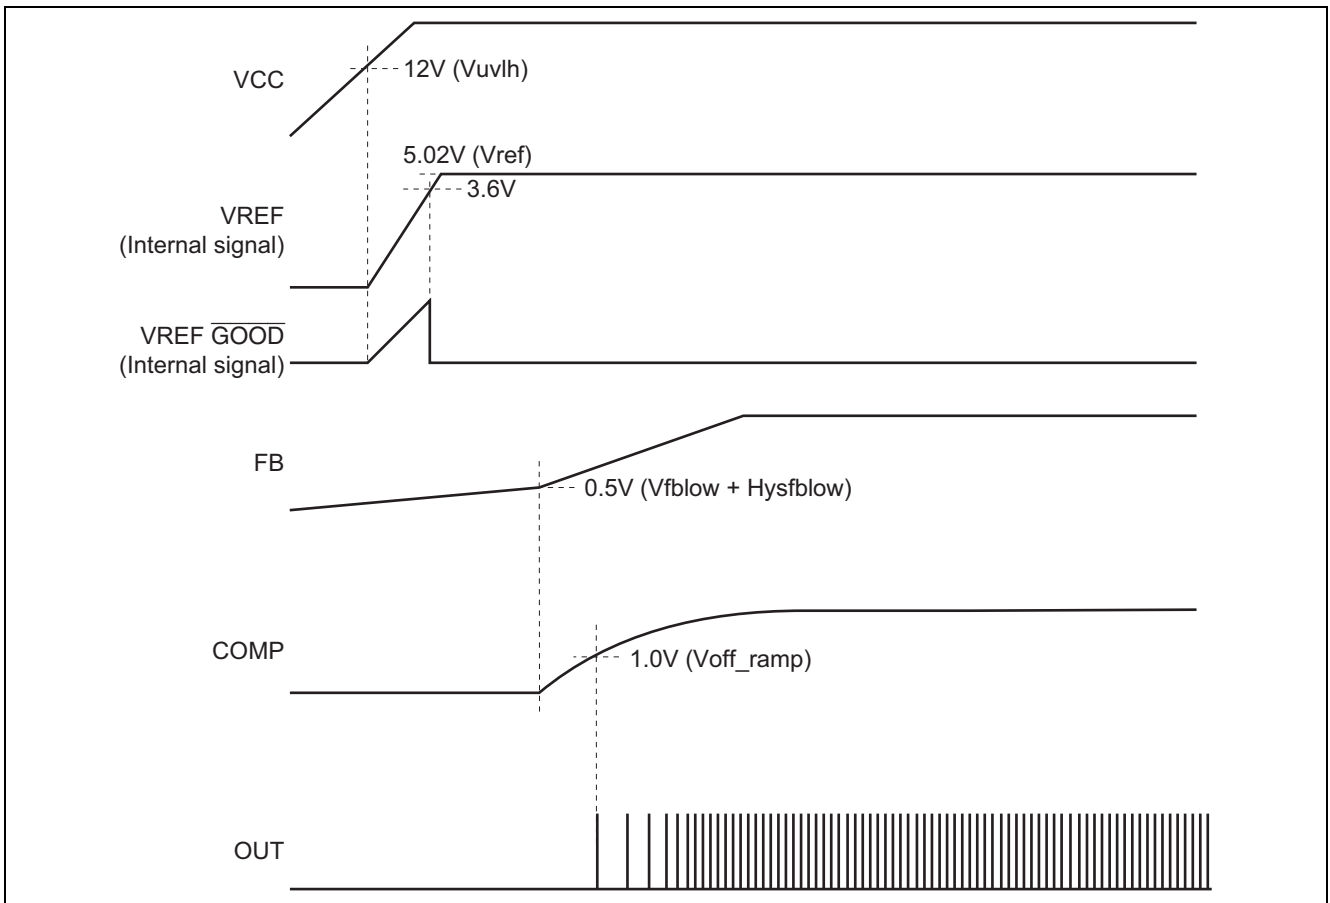 VCC
12V (Vuvlh)
5.02V (Vref)
3.6V
VREF
(Internal signal)
VREF G̅O̅O̅D̅
(Internal signal)
FB
0.5V (Vfblow + Hysfblow)
COMP
1.0V (Voff_ramp)
OUT